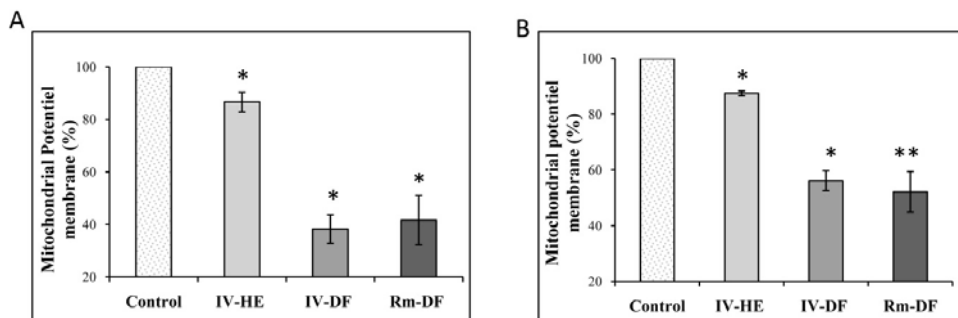 A
Mitochondrial Potentiel
membrane (%)
100
80
60
40
20
*
*
*
Control
IV-HE
IV-DF
Rm-DF
B
Mitochondrial potentiel
membrane (%)
100
80
60
40
20
*
*
**
Control
IV-HE
IV-DF
Rm-DF